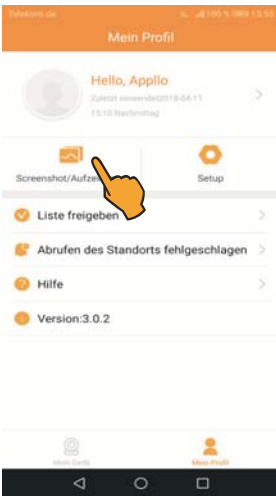 Telekom.de 100 % 13:55
Mein Profil
Hello, Appllo
Zuletzt verwendet2018-04-11
15:10 Nachmittag
Screenshot/Aufze
Setup
Liste freigeben
Abrufen des Standorts fehlgeschlagen
Hilfe
Version:3.0.2
Mein Gerät
Mein Profil